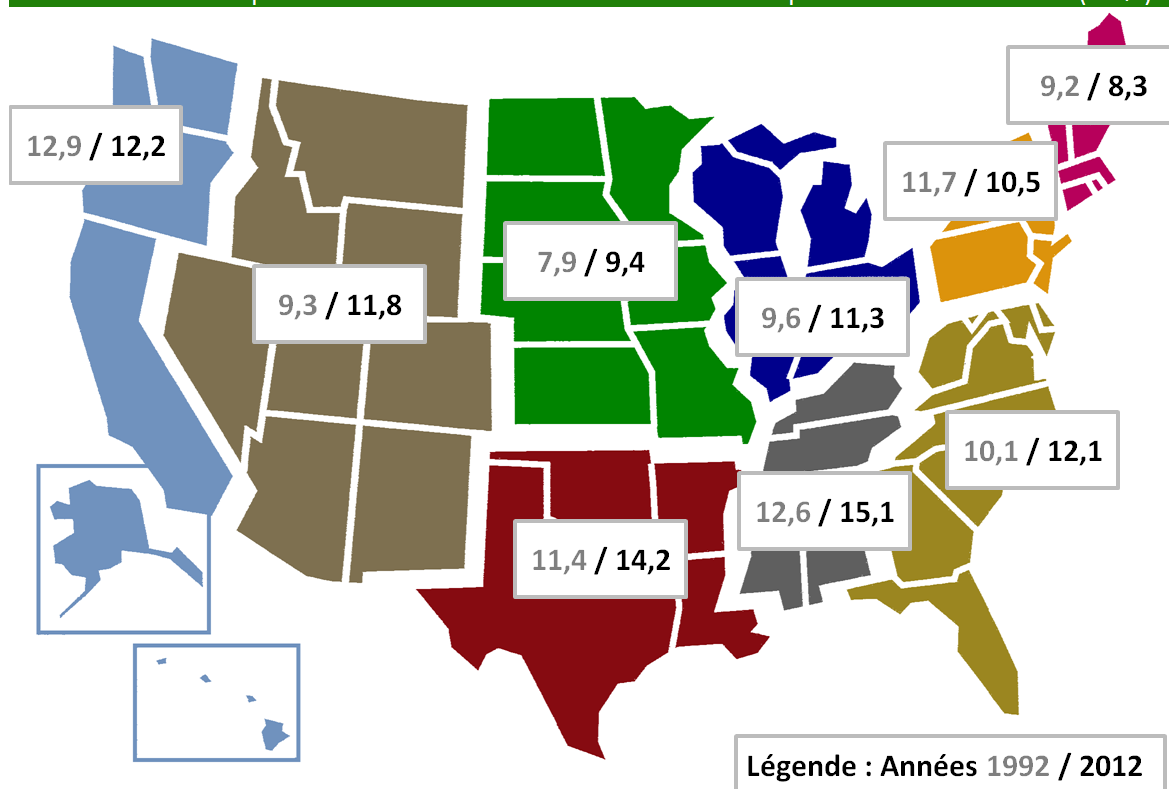 9,2 / 8,3
12,9 / 12,2
11,7 / 10,5
7,9 / 9,4
9,3 / 11,8
9,6 / 11,3
10,1 / 12,1
12,6 / 15,1
11,4 / 14,2
Légende : Années 1992 / 2012